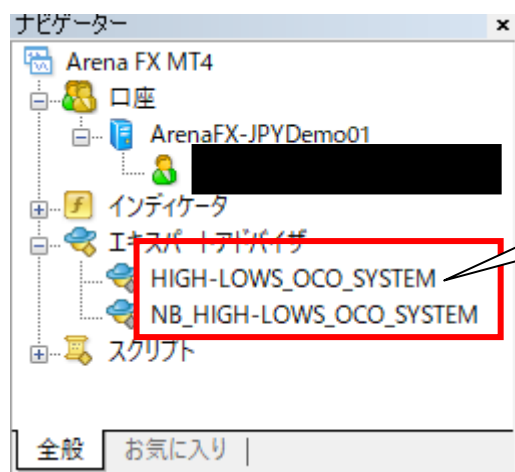 ナビゲーター
Arena FX MT4
口座
ArenaFX-JPYDemo01
インディケータ
エキスパートアドバイザ
HIGH-LOWS_OCO_SYSTEM
NB_HIGH-LOWS_OCO_SYSTEM
スクリプト
全般 お気に入り